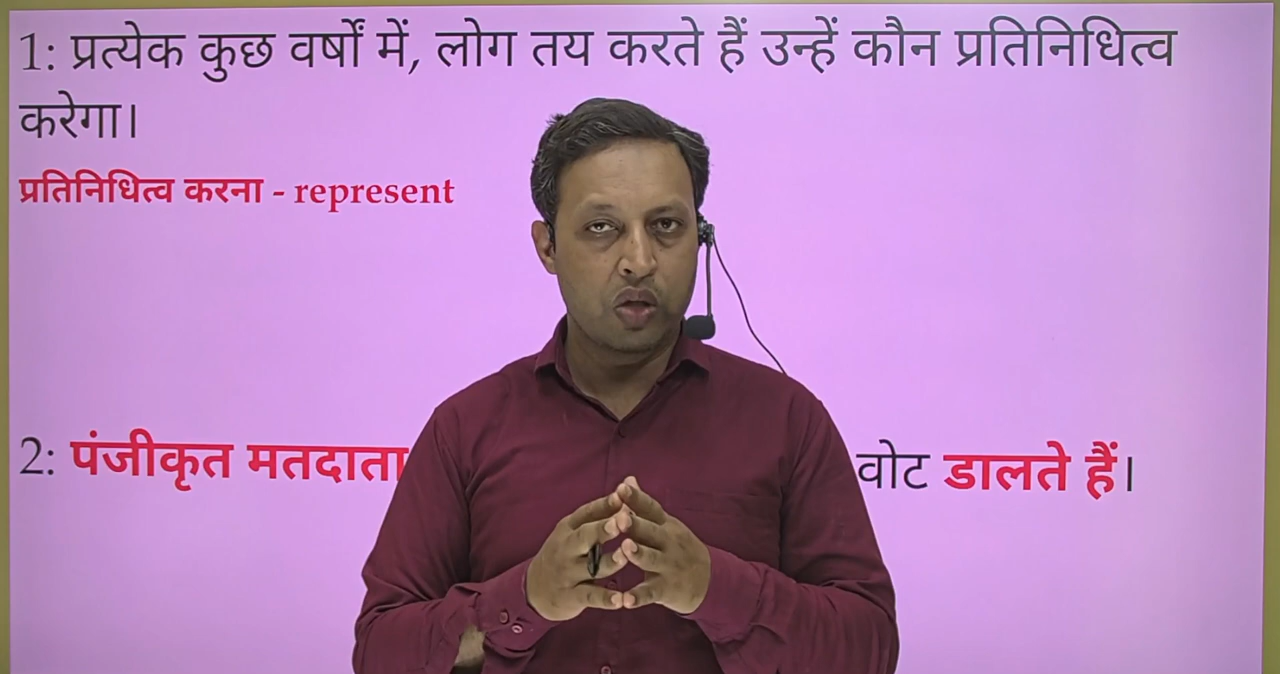 1: प्रत्येक कुछ वर्षों में, लोग तय करते हैं उन्हें कौन प्रतिनिधित्व
करेगा।
प्रतिनिधित्व करना - represent
2: पंजीकृत मतदाता वोट डालते हैं।